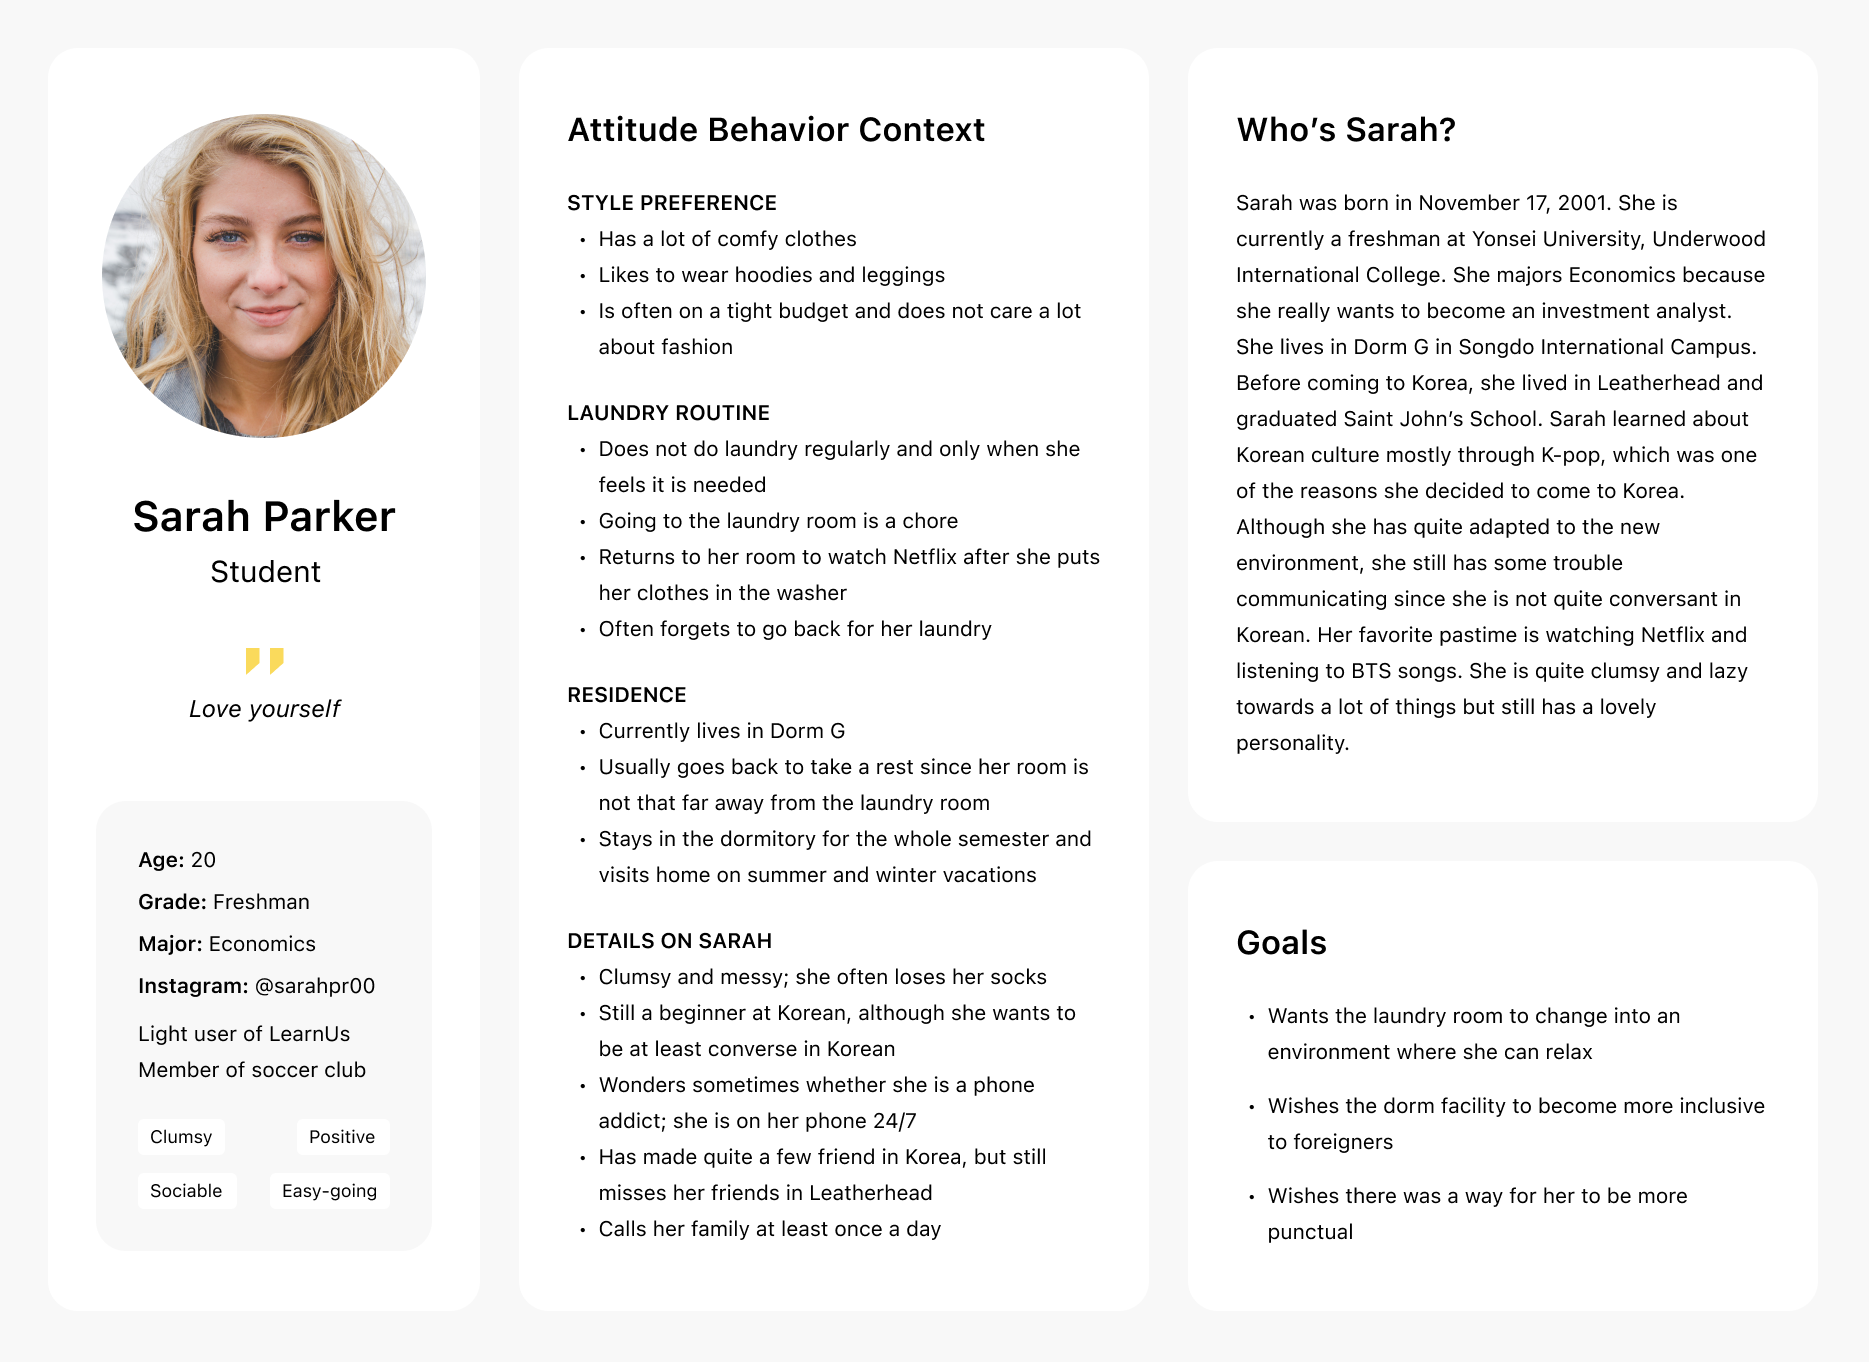 Sarah Parker
Student
Love yourself
Age: 20
Grade: Freshman
Major: Economics
Instagram: @sarahpr00
Light user of LearnUs
Member of soccer club
Clumsy
Positive
Sociable
Easy-going
Attitude Behavior Context
STYLE PREFERENCE
• Has a lot of comfy clothes
• Likes to wear hoodies and leggings
• Is often on a tight budget and does not care a lot
about fashion
LAUNDRY ROUTINE
• Does not do laundry regularly and only when she
feels it is needed
• Going to the laundry room is a chore
• Returns to her room to watch Netflix after she puts
her clothes in the washer
• Often forgets to go back for her laundry
RESIDENCE
• Currently lives in Dorm G
• Usually goes back to take a rest since her room is
not that far away from the laundry room
• Stays in the dormitory for the whole semester and
visits home on summer and winter vacations
DETAILS ON SARAH
• Clumsy and messy; she often loses her socks
• Still a beginner at Korean, although she wants to
be at least converse in Korean
• Wonders sometimes whether she is a phone
addict; she is on her phone 24/7
• Has made quite a few friend in Korea, but still
misses her friends in Leatherhead
• Calls her family at least once a day
Who's Sarah?
Sarah was born in November 17, 2001. She is
currently a freshman at Yonsei University, Underwood
International College. She majors Economics because
she really wants to become an investment analyst.
She lives in Dorm G in Songdo International Campus.
Before coming to Korea, she lived in Leatherhead and
graduated Saint John's School. Sarah learned about
Korean culture mostly through K-pop, which was one
of the reasons she decided to come to Korea.
Although she has quite adapted to the new
environment, she still has some trouble
communicating since she is not quite conversant in
Korean. Her favorite pastime is watching Netflix and
listening to BTS songs. She is quite clumsy and lazy
towards a lot of things but still has a lovely
personality.
Goals
• Wants the laundry room to change into an
environment where she can relax
• Wishes the dorm facility to become more inclusive
to foreigners
• Wishes there was a way for her to be more
punctual